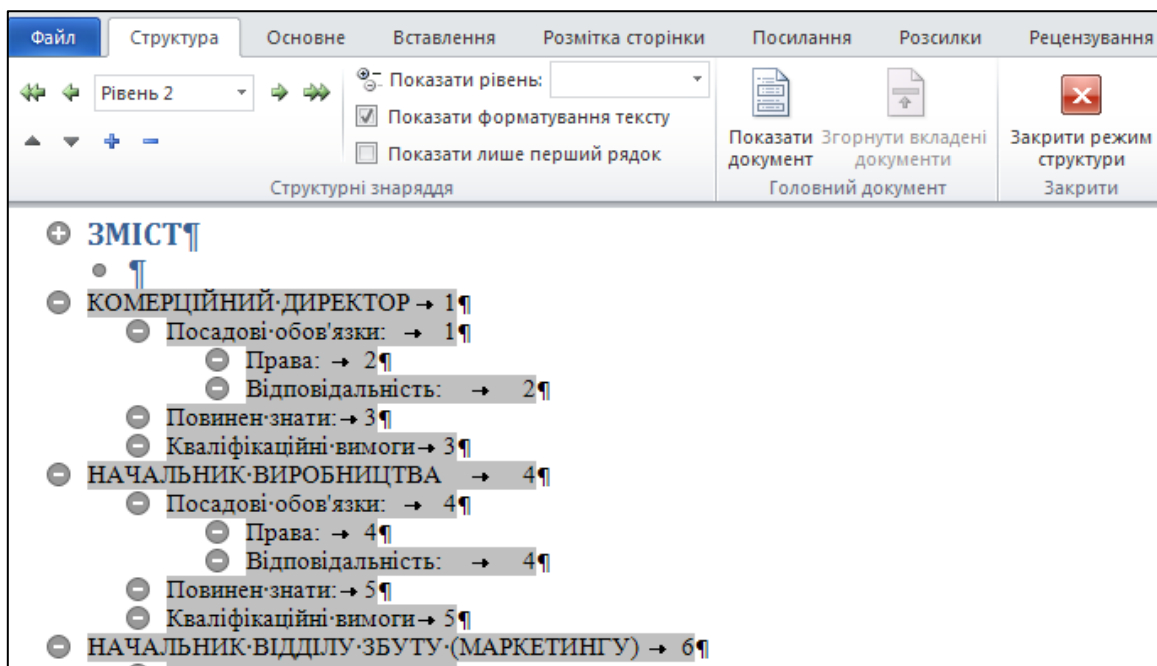 Файл Структура Основне Вставлення Розмітка сторінки Посилання Розсилки Рецензування
Рівень 2
Показати рівень:
Показати форматування тексту
Показати лише перший рядок
Структурні знаряддя
Показати документ
Згорнути вкладені документи
Головний документ
Закрити режим структури
Закрити
ЗМІСТ¶
¶
КОМЕРЦІЙНИЙ·ДИРЕКТОР → 1¶
Посадові·обов'язки: → 1¶
Права: → 2¶
Відповідальність: → 2¶
Повинен·знати: → 3¶
Кваліфікаційні·вимоги → 3¶
НАЧАЛЬНИК·ВИРОБНИЦТВА → 4¶
Посадові·обов'язки: → 4¶
Права: → 4¶
Відповідальність: → 4¶
Повинен·знати: → 5¶
Кваліфікаційні·вимоги → 5¶
НАЧАЛЬНИК·ВІДДІЛУ·ЗБУТУ·(МАРКЕТИНГУ) → 6¶